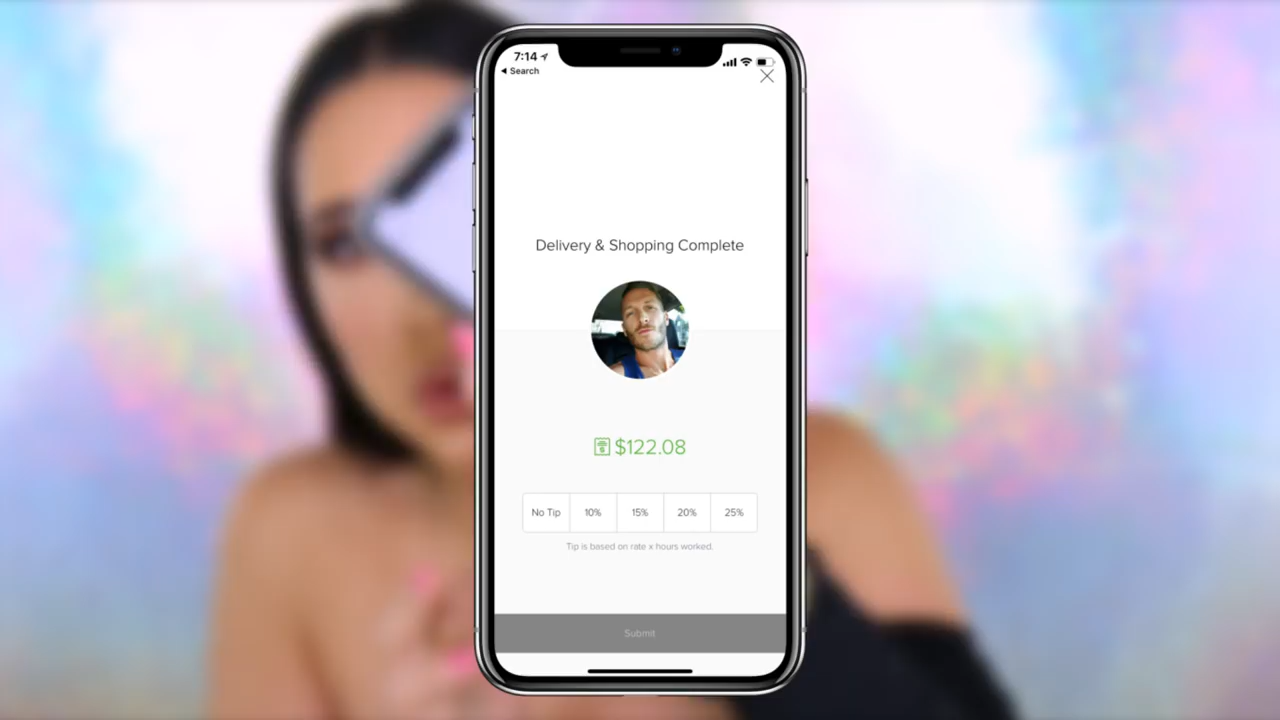 7:14
Search
Delivery & Shopping Complete
$122.08
No Tip 10% 15% 20% 25%
Tip is based on rate x hours worked.
Submit